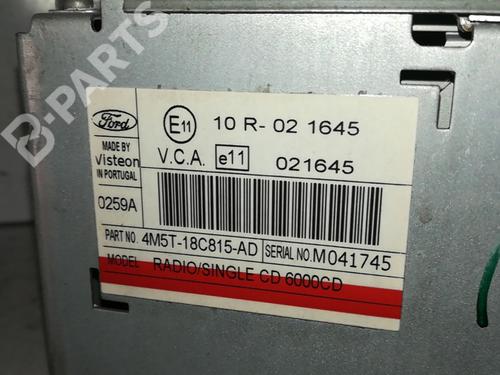 B-PARTS
Ford
E11
10 R- 02 1645
MADE BY
Visteon
IN PORTUGAL
V.C.A.
e11
021645
0259A
PART NO. 4M5T-18C815-AD
SERIAL NO. M041745
MODEL RADIO/SINGLE CD 6000CD